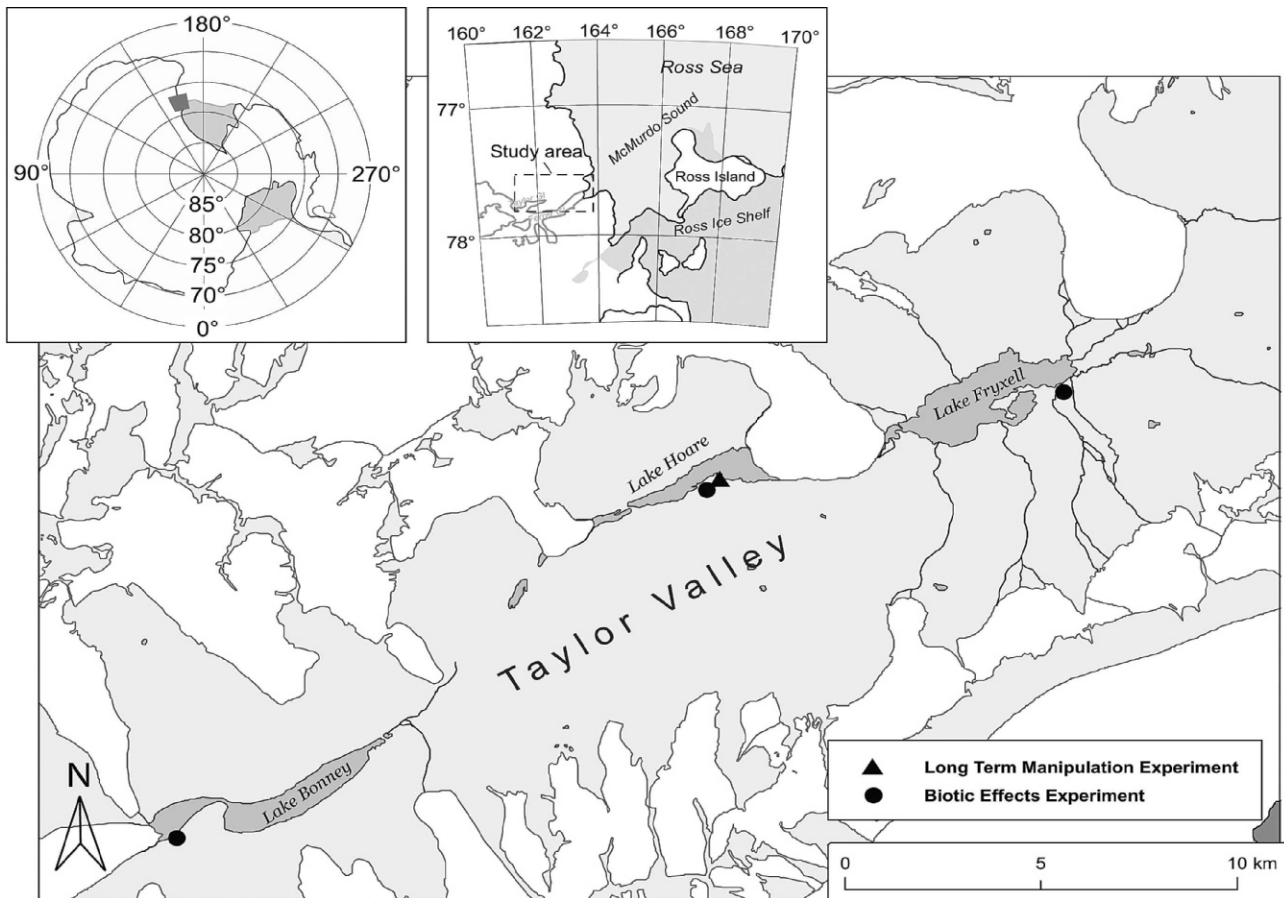 180°
90°
270°
85°
80°
75°
70°
0°
160°
162°
164°
166°
168°
170°
77°
78°
Ross Sea
McMurdo Sound
Study area
Ross Island
Ross Ice Shelf
Lake Fryxell
Lake Hoare
Taylor Valley
Lake Bonney
N
Long Term Manipulation Experiment
Biotic Effects Experiment
0
5
10 km